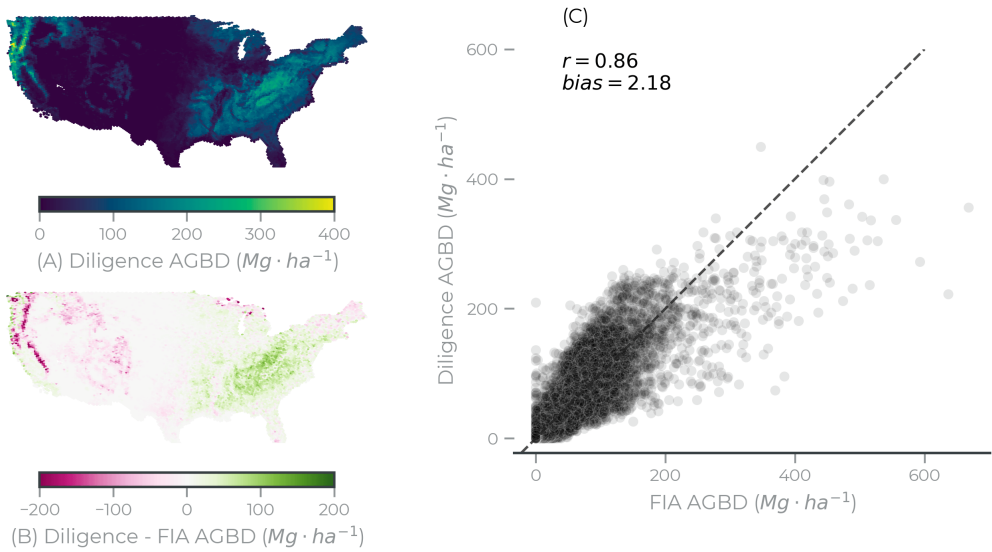 0 100 200 300 400
(A) Diligence AGBD (Mg · ha⁻¹)
−200 −100 0 100 200
(B) Diligence - FIA AGBD (Mg · ha⁻¹)
(C)
r = 0.86
bias = 2.18
600
400
200
0
Diligence AGBD (Mg · ha⁻¹)
0 200 400 600
FIA AGBD (Mg · ha⁻¹)